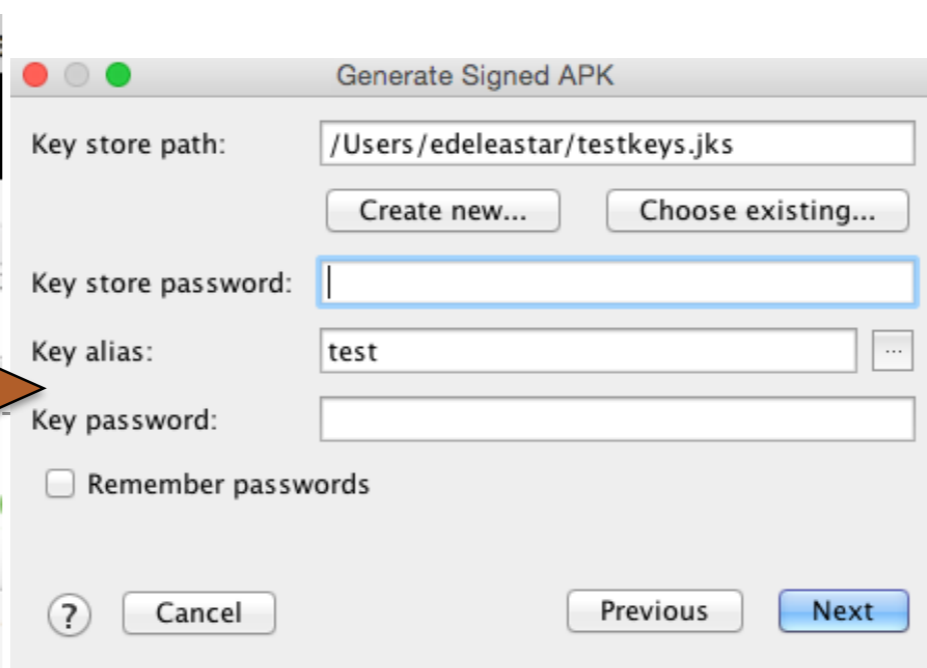 Generate Signed APK
Key store path: /Users/edeleastar/testkeys.jks
Create new... Choose existing...
Key store password:
Key alias: test ...
Key password:
Remember passwords
? Cancel Previous Next